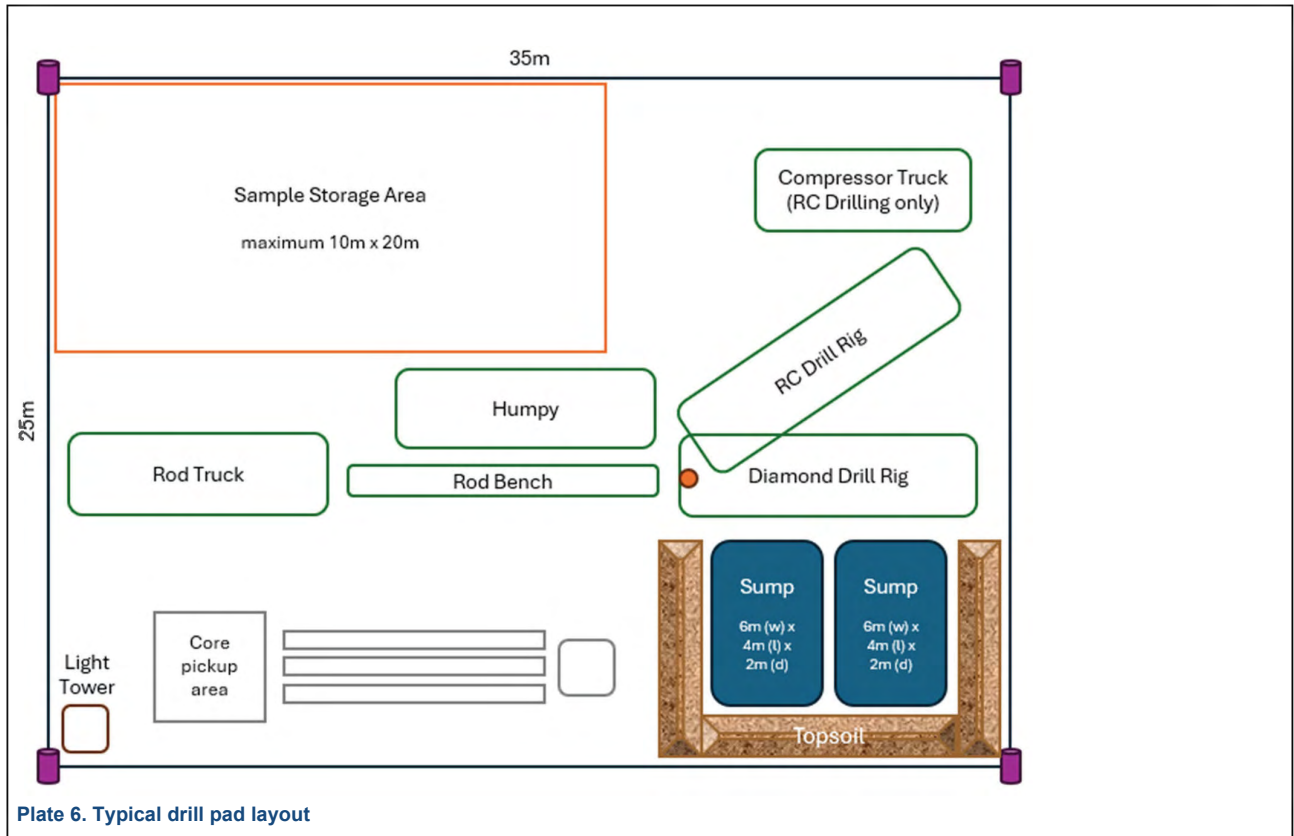 35m
Sample Storage Area
maximum 10m x 20m
Compressor Truck
(RC Drilling only)
RC Drill Rig
25m
Humpy
Rod Truck
Rod Bench
Diamond Drill Rig
Sump
6m (w) x
4m (l) x
2m (d)
Sump
6m (w) x
4m (l) x
2m (d)
Core
pickup
area
Light
Tower
Topsoil
Plate 6. Typical drill pad layout